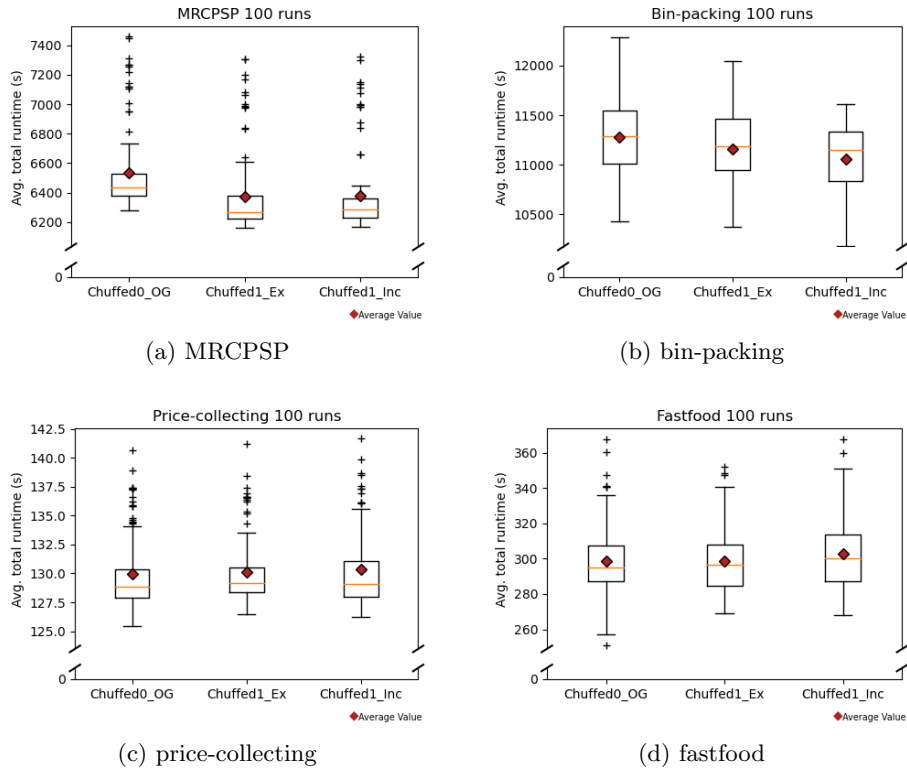 MRCPSP 100 runs
Avg. total runtime (s)
7400
7200
7000
6800
6600
6400
6200
0
Chuffed0_OG Chuffed1_Ex Chuffed1_Inc
Average Value
(a) MRCPSP
Bin-packing 100 runs
Avg. total runtime (s)
12000
11500
11000
10500
0
Chuffed0_OG Chuffed1_Ex Chuffed1_Inc
Average Value
(b) bin-packing
Price-collecting 100 runs
Avg. total runtime (s)
142.5
140.0
137.5
135.0
132.5
130.0
127.5
125.0
0
Chuffed0_OG Chuffed1_Ex Chuffed1_Inc
Average Value
(c) price-collecting
Fastfood 100 runs
Avg. total runtime (s)
360
340
320
300
280
260
0
Chuffed0_OG Chuffed1_Ex Chuffed1_Inc
Average Value
(d) fastfood